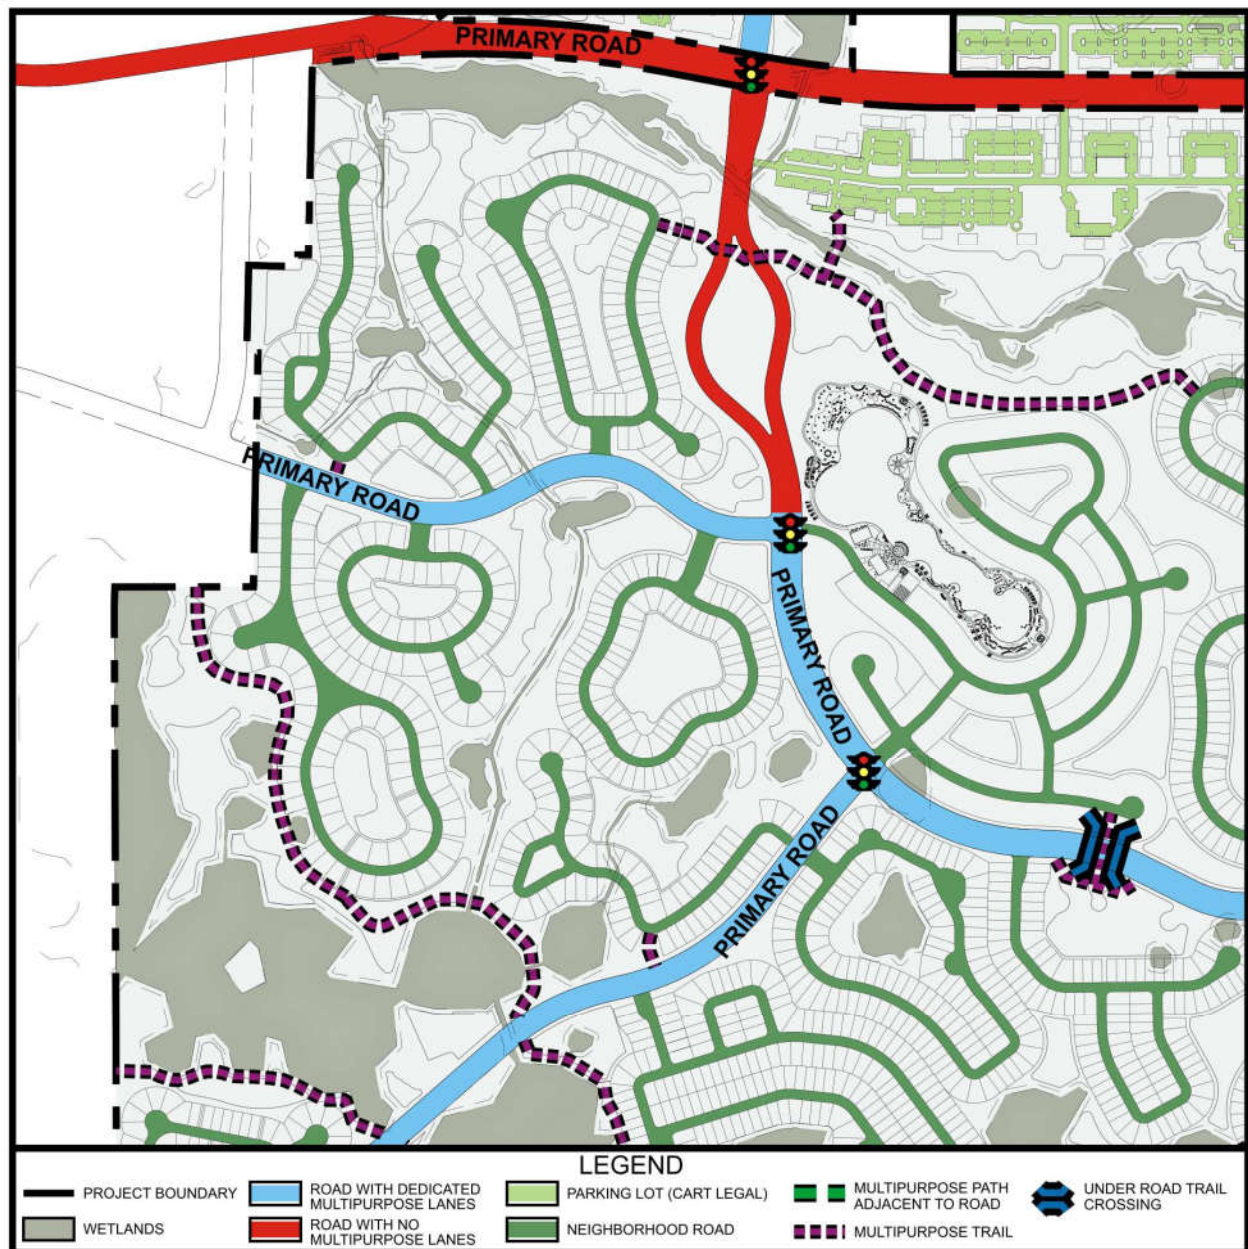 PRIMARY ROAD
PRIMARY ROAD
PRIMARY ROAD
PRIMARY ROAD
LEGEND
PROJECT BOUNDARY
WETLANDS
ROAD WITH DEDICATED
MULTIPURPOSE LANES
ROAD WITH NO
MULTIPURPOSE LANES
PARKING LOT (CART LEGAL)
NEIGHBORHOOD ROAD
MULTIPURPOSE PATH
ADJACENT TO ROAD
MULTIPURPOSE TRAIL
UNDER ROAD TRAIL
CROSSING